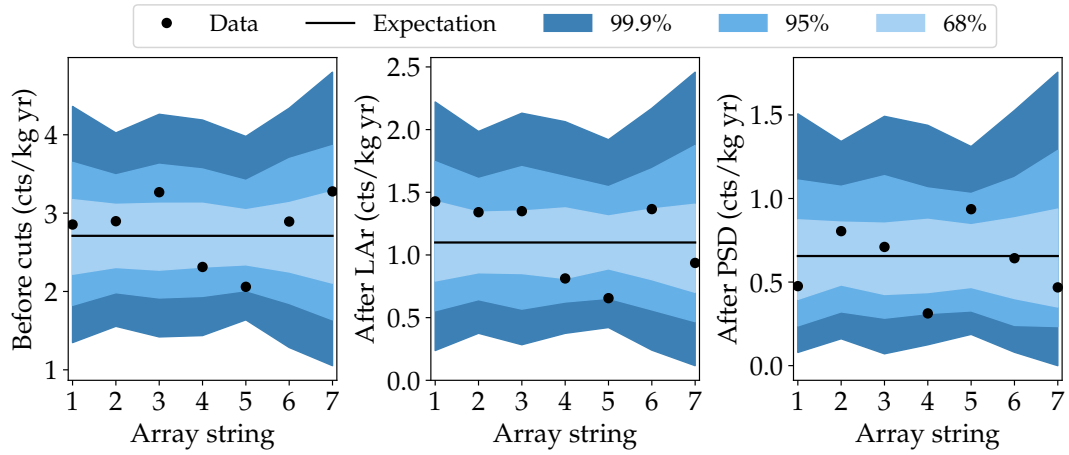 Data Expectation 99.9% 95% 68%
Before cuts (cts/kg yr)
4
3
2
1
1 2 3 4 5 6 7
Array string
After LAr (cts/kg yr)
2.5
2.0
1.5
1.0
0.5
0.0
1 2 3 4 5 6 7
Array string
After PSD (cts/kg yr)
1.5
1.0
0.5
0.0
1 2 3 4 5 6 7
Array string